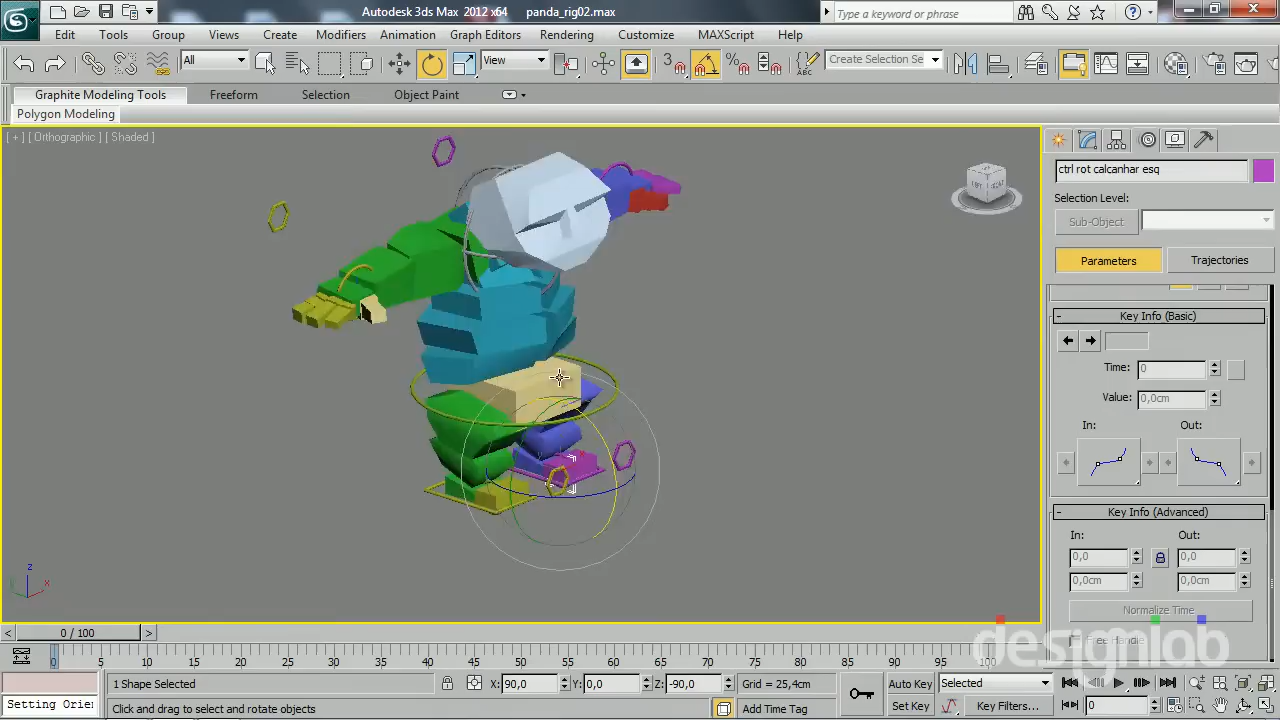 Autodesk 3ds Max 2012 x64 panda_rig02.max
Type a keyword or phrase
Edit Tools Group Views Create Modifiers Animation Graph Editors Rendering Customize MAXScript Help
All View 3 Create Selection Se
Graphite Modeling Tools Freeform Selection Object Paint
Polygon Modeling
[ + ] [ Orthographic ] [ Shaded ]
ctrl rot calcanhar esq
Selection Level:
Sub-Object
Parameters Trajectories
- Key Info (Basic)
Time: 0
Value: 0,0cm
In: Out:
- Key Info (Advanced)
In: Out:
0,0 0,0
0,0cm 0,0cm
Normalize Time
Free Handle
designlab
z
x
< 0 / 100 >
0 5 10 15 20 25 30 35 40 45 50 55 60 65 70 75 80 85 90 95 100
1 Shape Selected X: 90,0 Y: 0,0 Z: -90,0 Grid = 25,4cm Auto Key Selected
Setting Orie Click and drag to select and rotate objects Add Time Tag Set Key Key Filters... 0